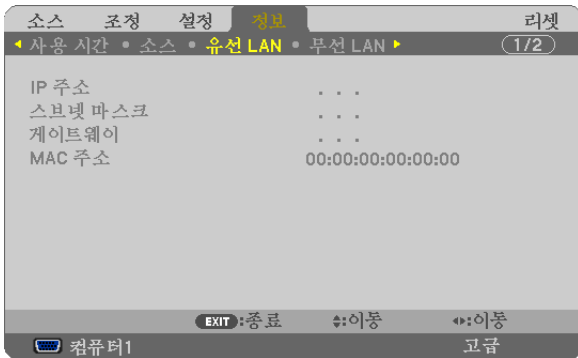 소스 조정 설정 정보 리셋
사용 시간 • 소스 • 유선 LAN • 무선 LAN 1/2
IP 주소 . . .
스브넷 마스크 . . .
게이트웨이 . . .
MAC 주소 00:00:00:00:00:00
EXIT :종료 :이동 :이동
컴퓨터1 고급